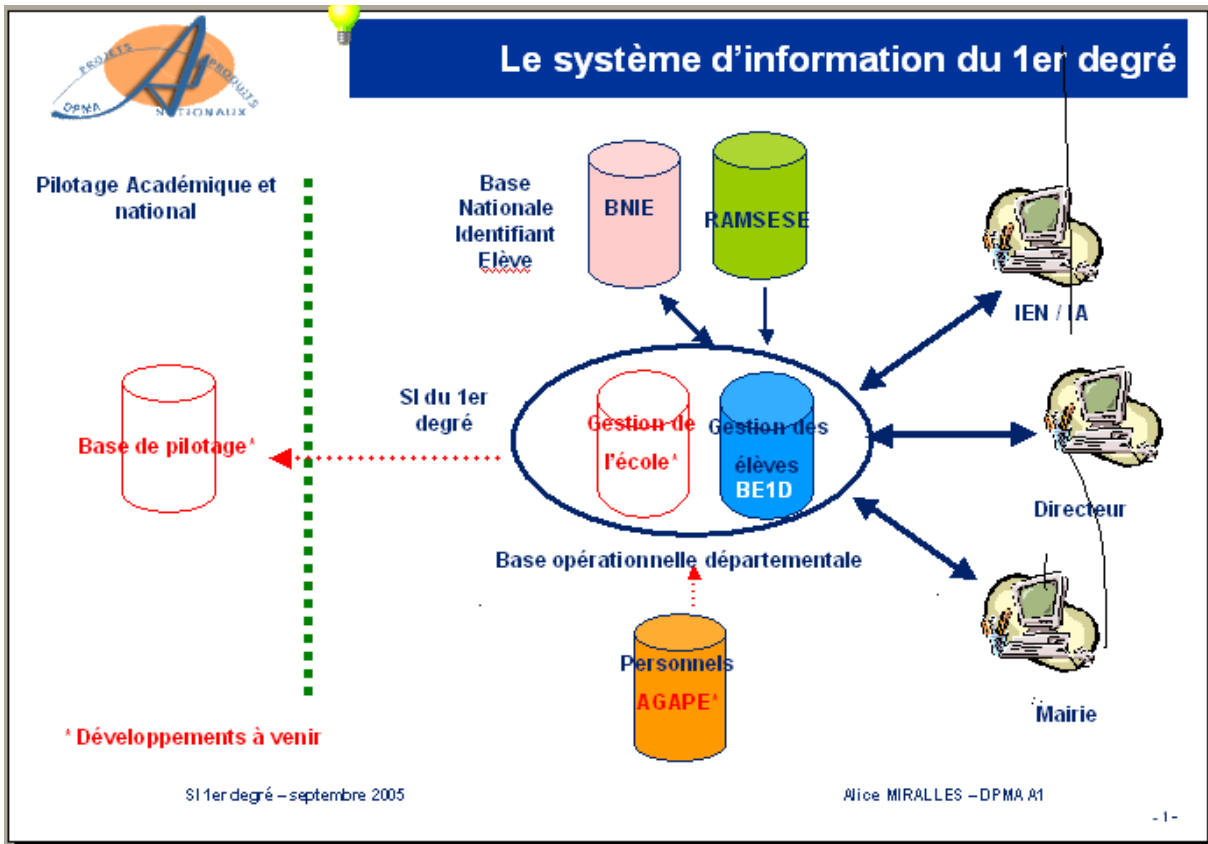 PROJETS
PRODUITS
DPMA
NATIONAUX
Le système d'information du 1er degré
Pilotage Académique et
national
Base
Nationale
Identifiant
Elève
BNIE
RAMSESE
IEN / IA
SI du 1er
degré
Gestion de
l'école*
Gestion des
élèves
BE1D
Base de pilotage*
Directeur
Base opérationnelle départementale
Personnels
AGAPE*
Mairie
* Développements à venir
SI 1er degré – septembre 2005
Alice MIRALLES – DPMA A1
- 1 -